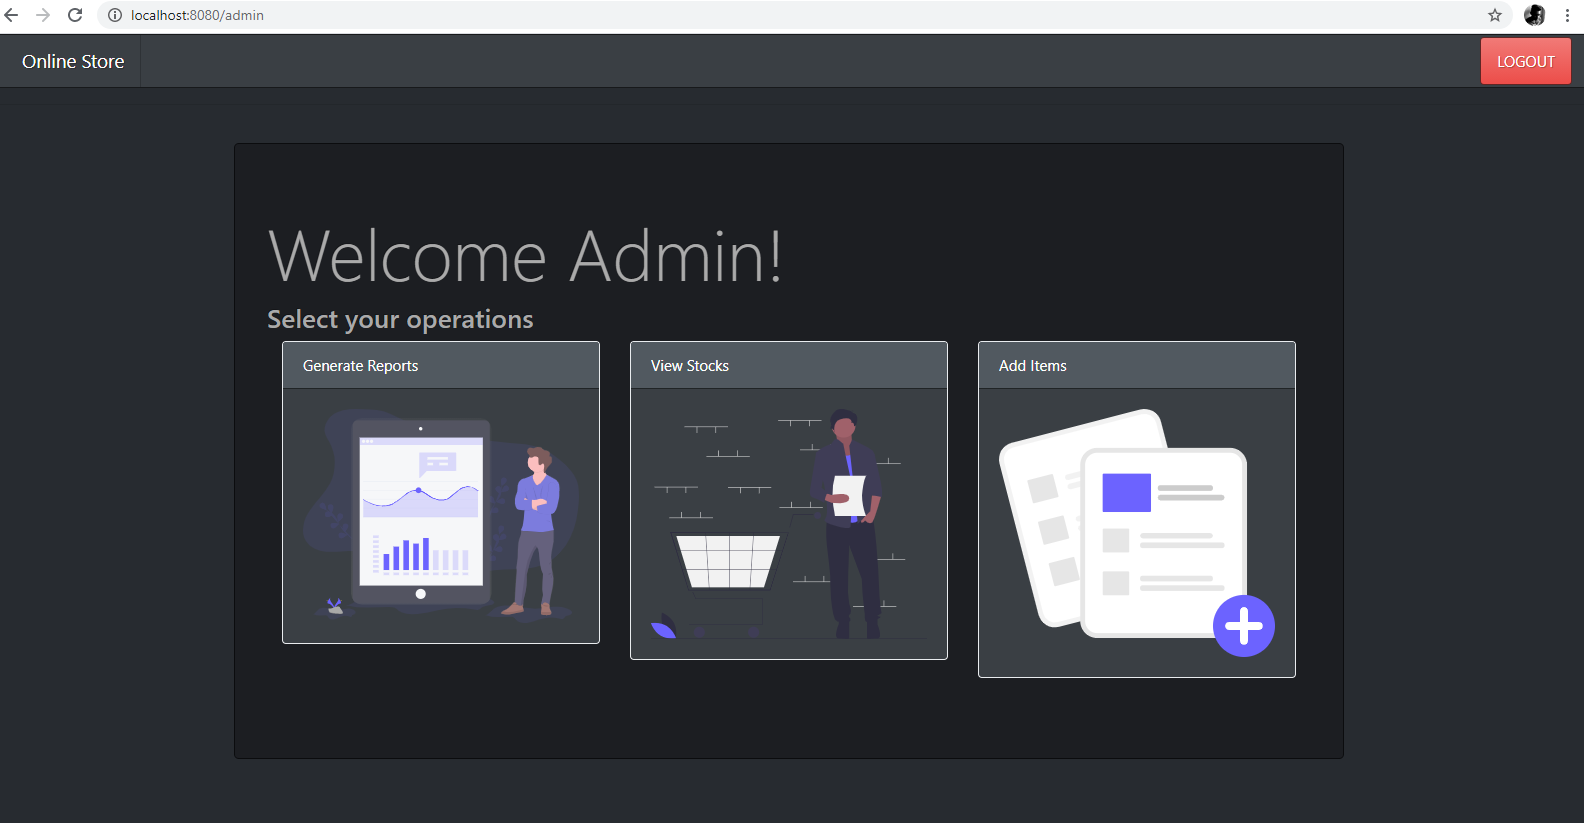 localhost:8080/admin
Online Store
LOGOUT
Welcome Admin!
Select your operations
Generate Reports
View Stocks
Add Items